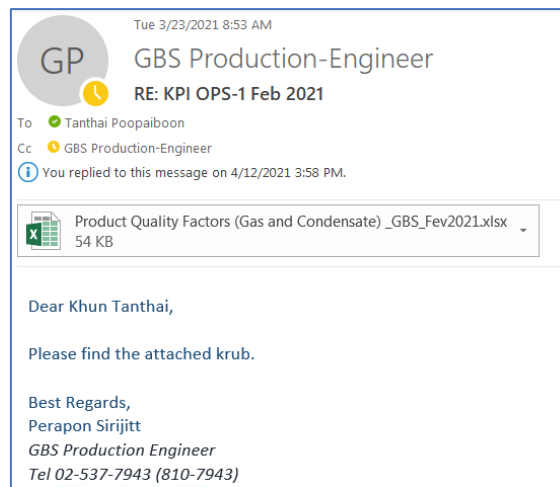 Tue 3/23/2021 8:53 AM
GP
GBS Production-Engineer
RE: KPI OPS-1 Feb 2021
To Tanthai Poopaiboon
Cc GBS Production-Engineer
You replied to this message on 4/12/2021 3:58 PM.
Product Quality Factors (Gas and Condensate) _GBS_Fev2021.xlsx
54 KB
Dear Khun Tanthai,
Please find the attached krub.
Best Regards,
Perapon Sirijitt
GBS Production Engineer
Tel 02-537-7943 (810-7943)